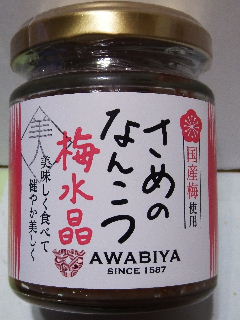 国産梅使用
さめの
なんこつ
梅水晶
美
美味しく食べて
健やか美しく
AWABIYA
SINCE 1587